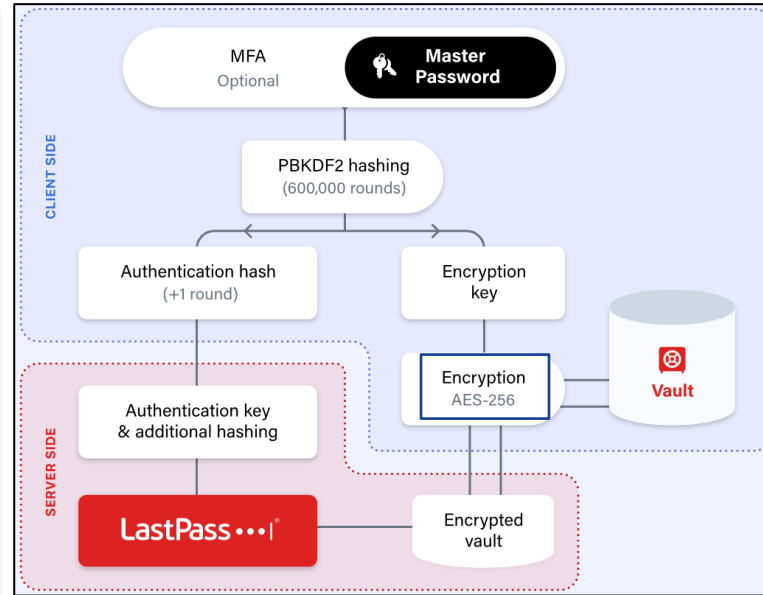 MFA
Optional
Master
Password
CLIENT SIDE
PBKDF2 hashing
(600,000 rounds)
Authentication hash
(+1 round)
Encryption
key
Encryption
AES-256
Vault
SERVER SIDE
Authentication key
& additional hashing
LastPass•••|®
Encrypted
vault